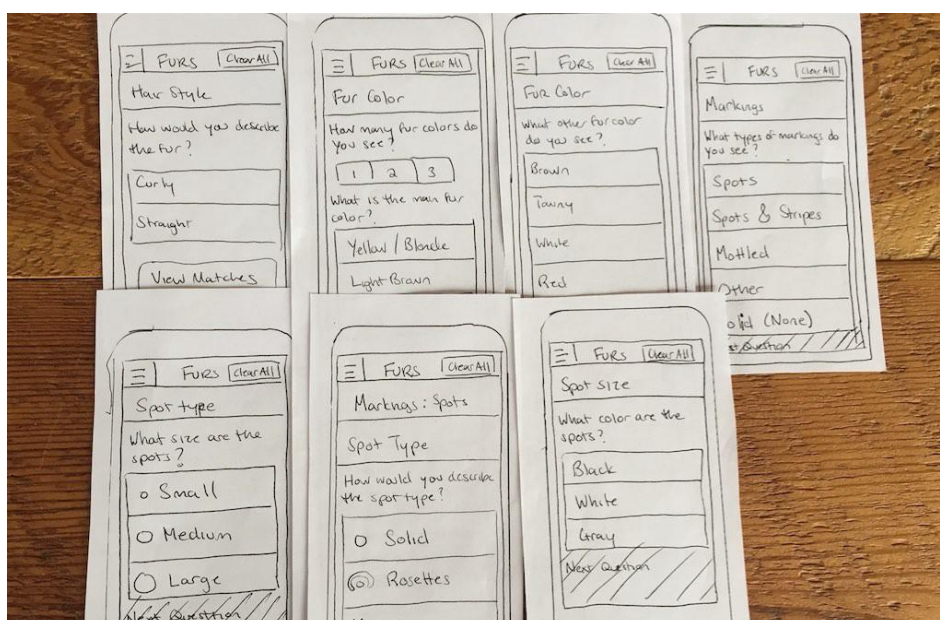 FURS Clear All
Hair Style
How would you describe
the fur?
Curly
Straight
View Matches
FURS Clear All
Fur Color
How many fur colors do
you see?
1 2 3
What is the main fur
color?
Yellow / Blonde
Light Brown
FURS Clear All
Fur Color
What other fur color
do you see?
Brown
Tawny
White
Red
FURS Clear All
Markings
What types of markings do
you see?
Spots
Spots & Stripes
Mottled
Other
olid (None)
st Question
FURS Clear All
Spot type
What size are the
spots?
Small
Medium
Large
Next Question
FURS Clear All
Markngs: Spots
Spot Type
How would you describe
the spot type?
Solid
Rosettes
FURS Clear All
Spot size
What color are the
spots?
Black
White
Gray
Next Question